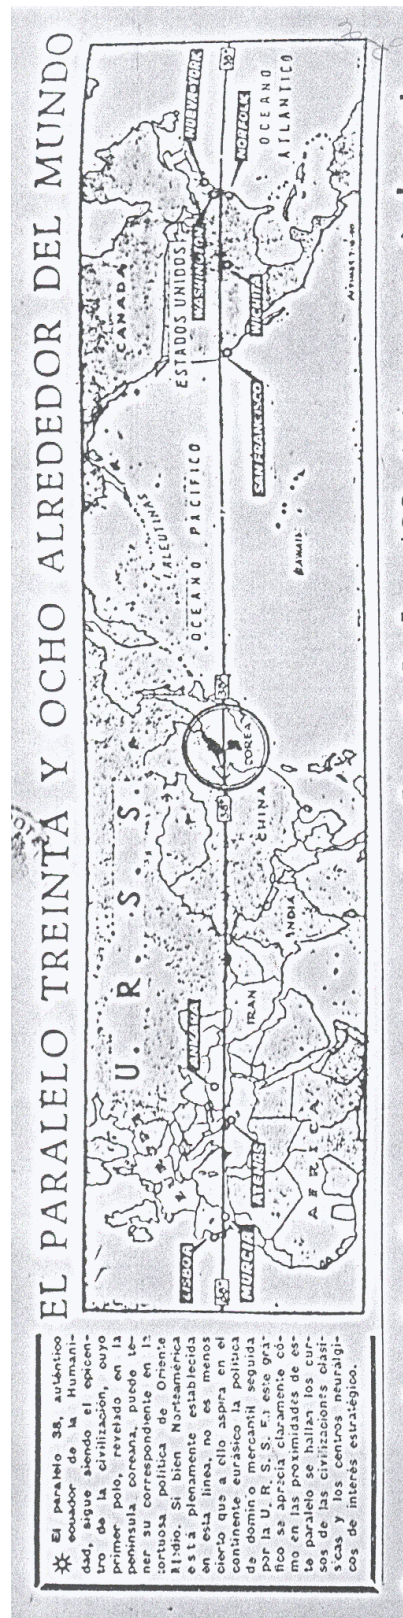 EL PARALELO TREINTA Y OCHO ALREDEDOR DEL MUNDO
El paralelo 38, auténtico
ecuador de la Humani-
dad, sigue siendo el epicen-
tro de la civilización, cuyo
primer polo, revelado en la
península coreana, puede te-
ner su correspondiente en la
tortuosa política de Oriente
Medio. Si bien Norteamérica
está plenamente establecida
en esta línea, no es menos
cierto que a ello aspira en el
continente eurásico la política
de dominio mercantil seguida
por la U. R. S. S. En este grá-
fico se aprecia claramente có-
mo en las proximidades de es-
te paralelo se hallan los cur-
sos de las civilizaciones clási-
sicas y los centros neurálgi-
cos de interés estratégico.
LISBOA
MURCIA
ATENAS
ANKARA
AFRICA
U. R. S. S.
IRAN
INDIA
CHINA
COREA
38°
38°
OCEANO PACIFICO
ALEUTINAS
HAWAII
CANADA
ESTADOS UNIDOS
SAN FRANCISCO
WICHITA
WASHINGTON
NUEVA-YORK
NORFOLK
OCEANO
ATLANTICO